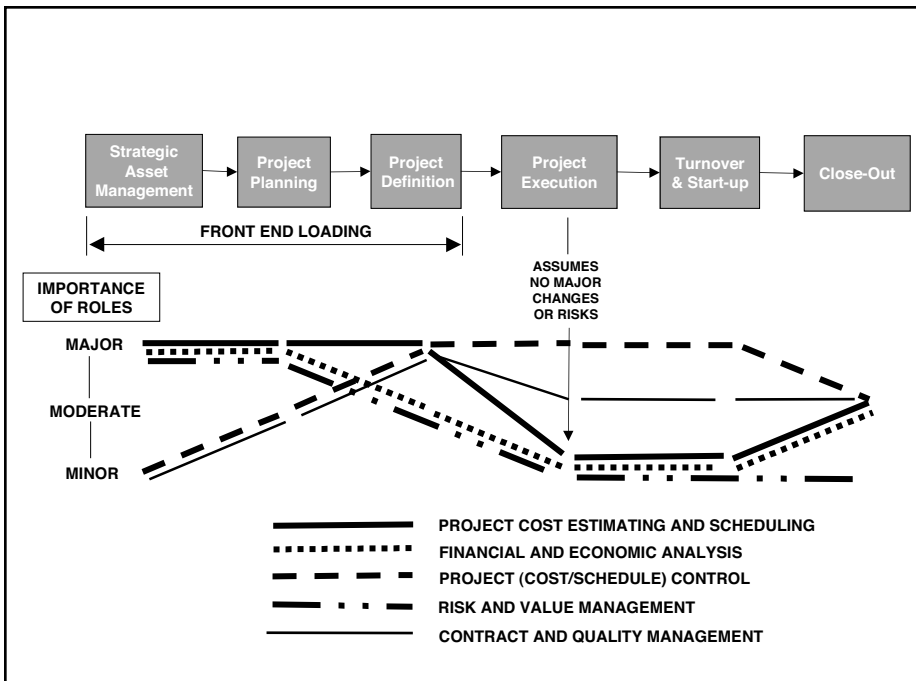 Strategic
Asset
Management
Project
Planning
Project
Definition
Project
Execution
Turnover
& Start-up
Close-Out
FRONT END LOADING
ASSUMES
NO MAJOR
CHANGES
OR RISKS
IMPORTANCE
OF ROLES
MAJOR
MODERATE
MINOR
PROJECT COST ESTIMATING AND SCHEDULING
FINANCIAL AND ECONOMIC ANALYSIS
PROJECT (COST/SCHEDULE) CONTROL
RISK AND VALUE MANAGEMENT
CONTRACT AND QUALITY MANAGEMENT